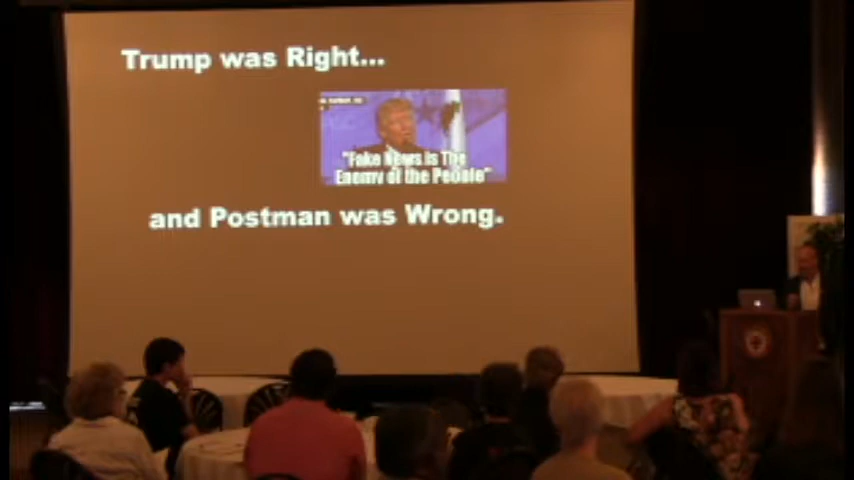 Trump was Right...
"Fake News Is The
Enemy of the People"
and Postman was Wrong.